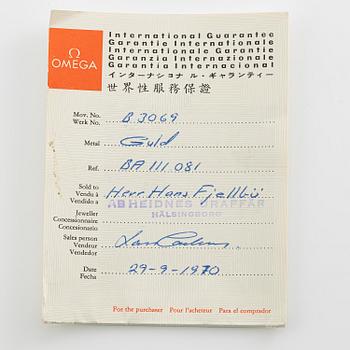 Ω
OMEGA
International Guarantee
Garantie Internationale
Internationale Garantie
Garanzia Internazionale
Garantía Internacional
インターナショナル・ギャランティー
世界性服務保證
Mov. No.
Werk No. B 3069
Metal Guld
Ref. BA 111 081
Sold to
Vendu à
Vendido a Herr Hans
AB HEIDNES
HÄLSINGBORG
Jeweller
Concessionnaire
Concesionario
Sales person
Vendeur
Vendedor
Date
Fecha 29-9-1970
For the purchaser Pour l'acheteur Para el comprador